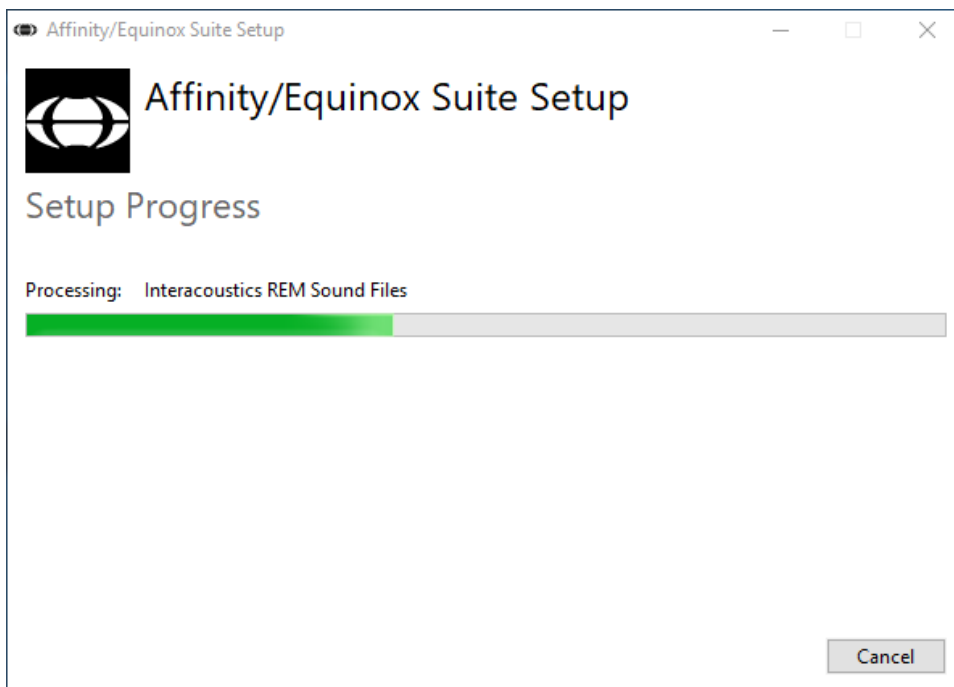 Affinity/Equinox Suite Setup
Affinity/Equinox Suite Setup
Setup Progress
Processing: Interacoustics REM Sound Files
Cancel